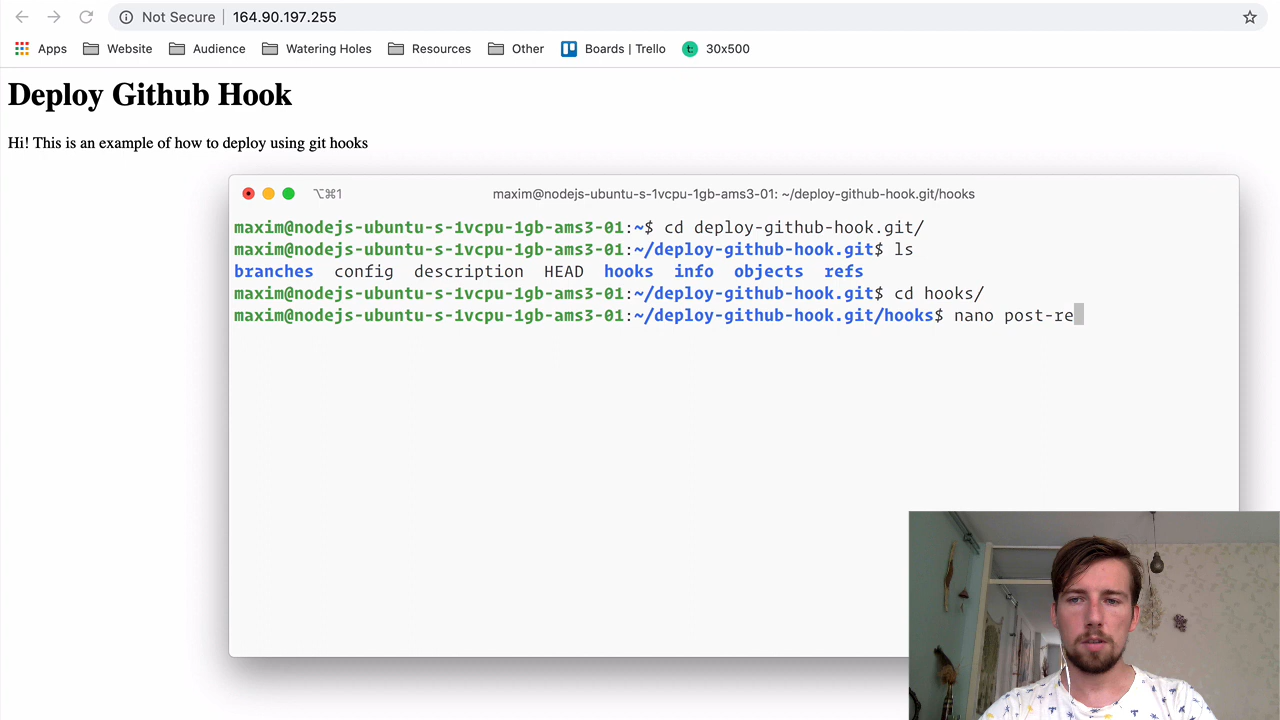 Not Secure 164.90.197.255
Apps Website Audience Watering Holes Resources Other Boards | Trello t: 30x500
Deploy Github Hook
Hi! This is an example of how to deploy using git hooks
⌥⌘1 maxim@nodejs-ubuntu-s-1vcpu-1gb-ams3-01: ~/deploy-github-hook.git/hooks
maxim@nodejs-ubuntu-s-1vcpu-1gb-ams3-01:~$ cd deploy-github-hook.git/
maxim@nodejs-ubuntu-s-1vcpu-1gb-ams3-01:~/deploy-github-hook.git$ ls
branches config description HEAD hooks info objects refs
maxim@nodejs-ubuntu-s-1vcpu-1gb-ams3-01:~/deploy-github-hook.git$ cd hooks/
maxim@nodejs-ubuntu-s-1vcpu-1gb-ams3-01:~/deploy-github-hook.git/hooks$ nano post-re